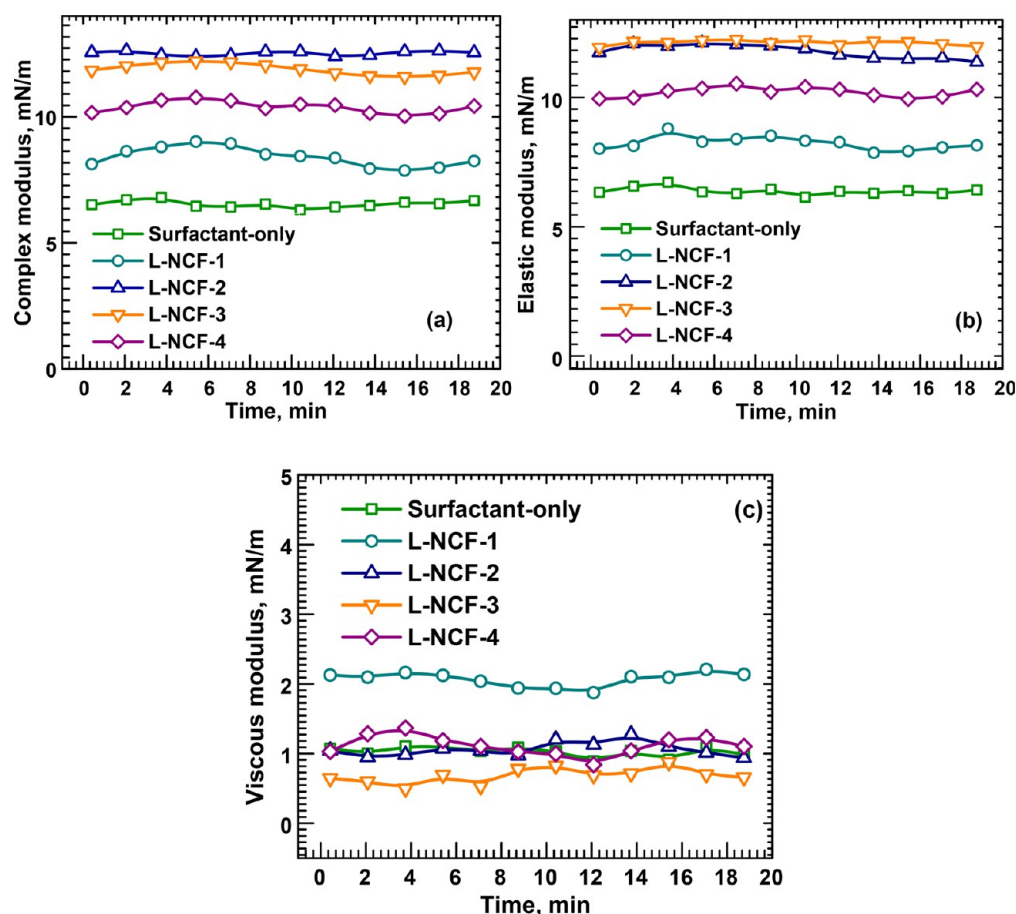 Complex modulus, mN/m
10
5
0
Surfactant-only
L-NCF-1
L-NCF-2
L-NCF-3
L-NCF-4
(a)
0 2 4 6 8 10 12 14 16 18 20
Time, min
Elastic modulus, mN/m
10
5
0
Surfactant-only
L-NCF-1
L-NCF-2
L-NCF-3
L-NCF-4
(b)
0 2 4 6 8 10 12 14 16 18 20
Time, min
Viscous modulus, mN/m
5
4
3
2
1
0
Surfactant-only
L-NCF-1
L-NCF-2
L-NCF-3
L-NCF-4
(c)
0 2 4 6 8 10 12 14 16 18 20
Time, min